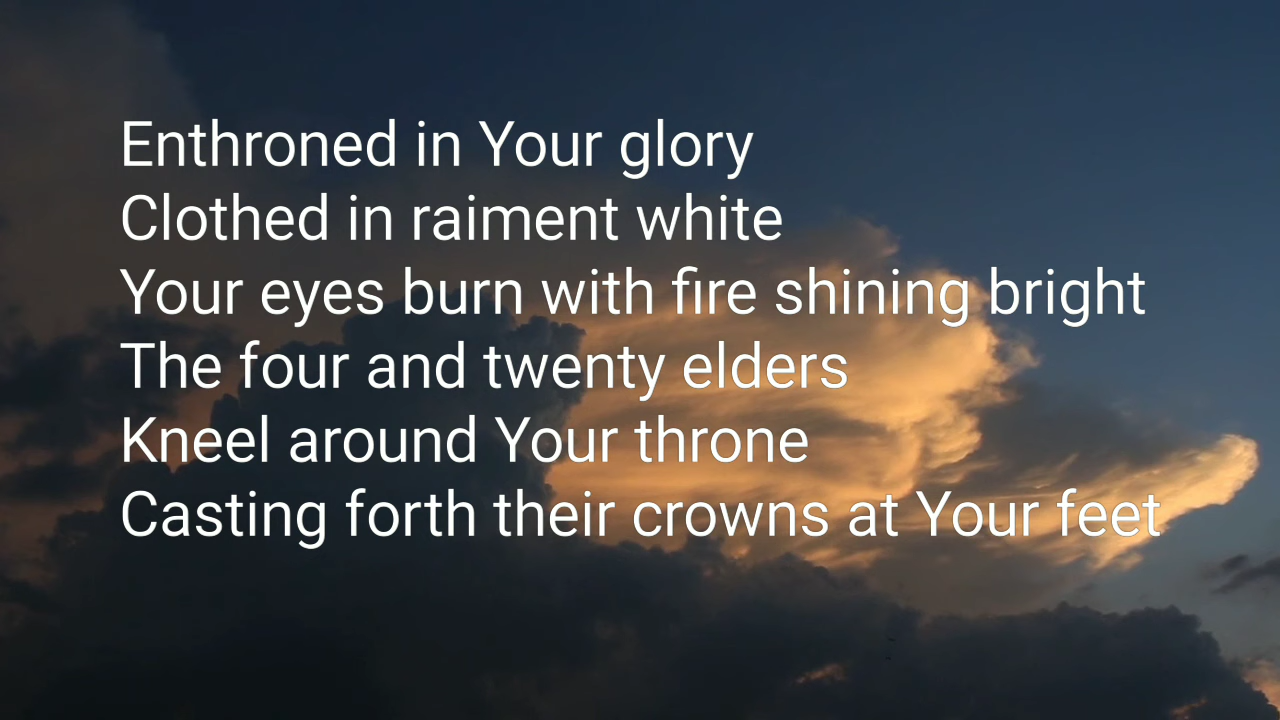 Enthroned in Your glory
Clothed in raiment white
Your eyes burn with fire shining bright
The four and twenty elders
Kneel around Your throne
Casting forth their crowns at Your feet